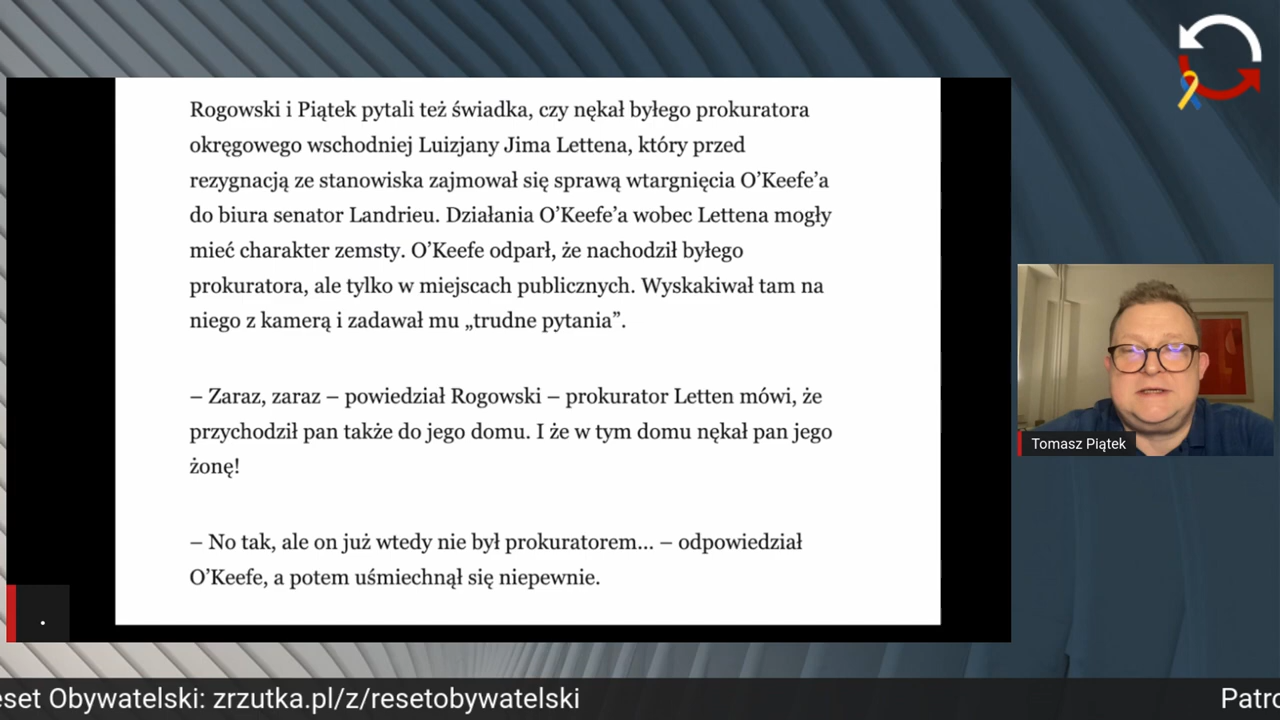 Rogowski i Piątek pytali też świadka, czy nękał byłego prokuratora
okręgowego wschodniej Luizjany Jima Lettena, który przed
rezygnacją ze stanowiska zajmował się sprawą wtargnięcia O’Keefe’a
do biura senator Landrieu. Działania O’Keefe’a wobec Lettena mogły
mieć charakter zemsty. O’Keefe odparł, że nachodził byłego
prokuratora, ale tylko w miejscach publicznych. Wyskakiwał tam na
niego z kamerą i zadawał mu „trudne pytania”.
– Zaraz, zaraz – powiedział Rogowski – prokurator Letten mówi, że
przychodził pan także do jego domu. I że w tym domu nękał pan jego
żonę!
– No tak, ale on już wtedy nie był prokuratorem... – odpowiedział
O’Keefe, a potem uśmiechnął się niepewnie.
Tomasz Piątek
.
eset Obywatelski: zrzutka.pl/z/resetobywatelski
Patro